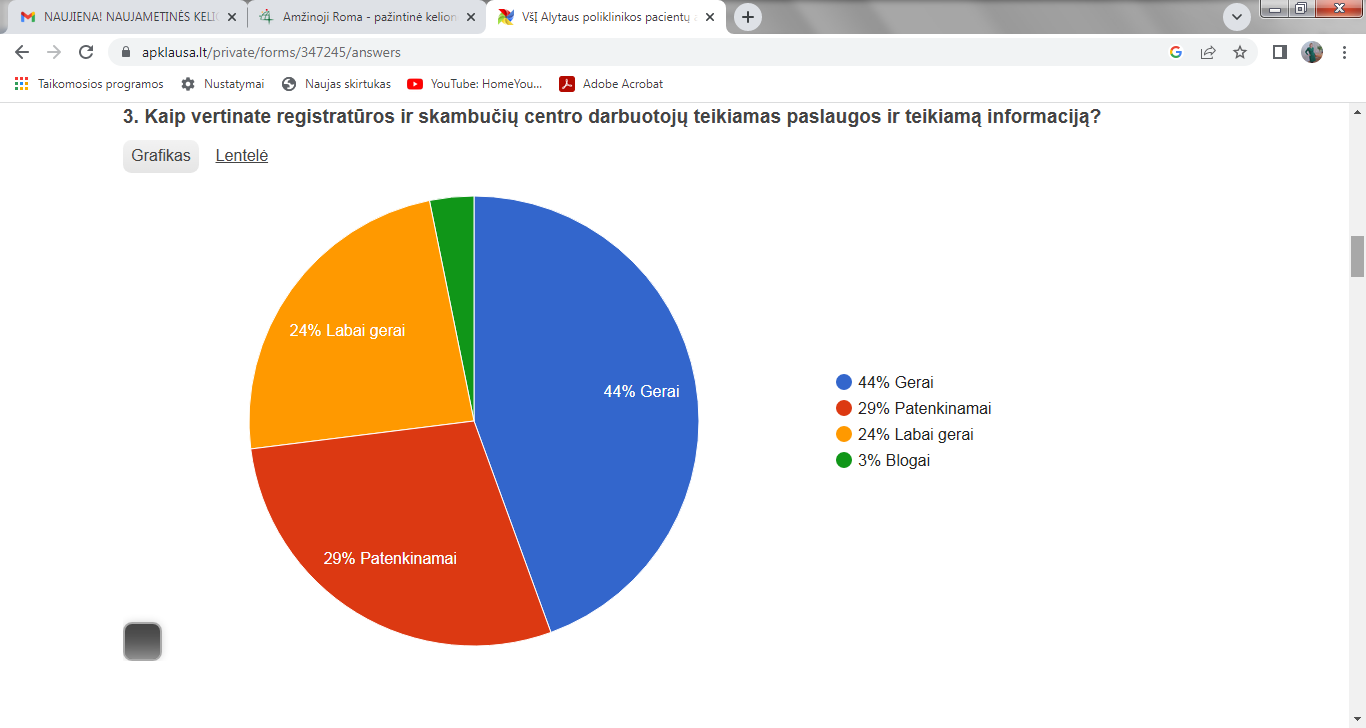 NAUJIENA! NAUJAMETINĖS KELIO
Amžinoji Roma - pažintinė kelion
VšĮ Alytaus poliklinikos pacientų a
apklausa.lt/private/forms/347245/answers
Taikomosios programos
Nustatymai
Naujas skirtukas
YouTube: HomeYou...
Adobe Acrobat
3. Kaip vertinate registratūros ir skambučių centro darbuotojų teikiamas paslaugos ir teikiamą informaciją?
Grafikas
Lentelė
24% Labai gerai
44% Gerai
29% Patenkinamai
44% Gerai
29% Patenkinamai
24% Labai gerai
3% Blogai